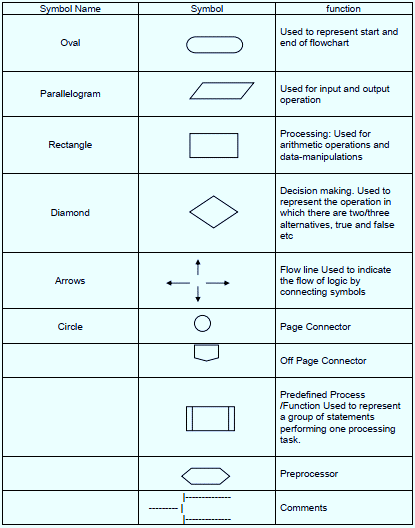 Symbol Name Symbol function
Oval
Used to represent start and
end of flowchart
Parallelogram
Used for input and output
operation
Rectangle
Processing: Used for
arithmetic operations and
data-manipulations
Diamond
Decision making. Used to
represent the operation in
which there are two/three
alternatives, true and false
etc
Arrows
Flow line Used to indicate
the flow of logic by
connecting symbols
Circle
Page Connector
Off Page Connector
Predefined Process
/Function Used to represent
a group of statements
performing one processing
task.
Preprocessor
Comments